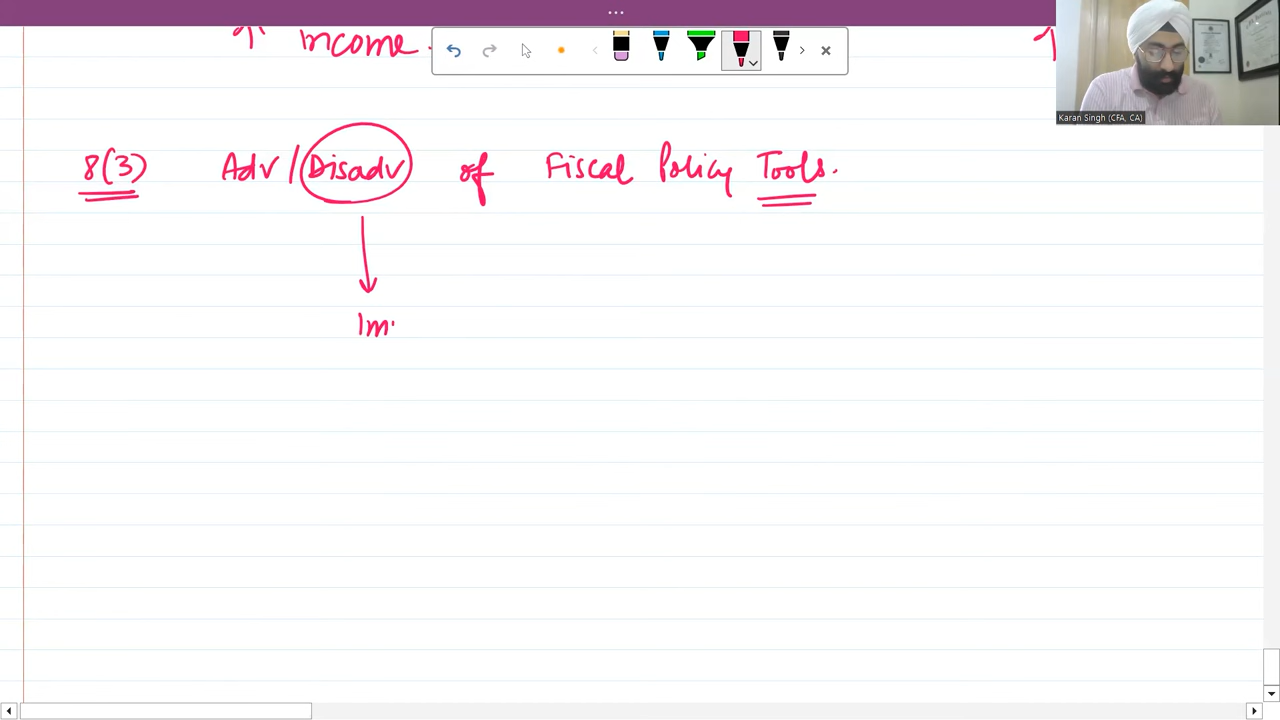 ↑ income.
↑
Karan Singh (CFA, CA)
8(3) Adv/Disadv of Fiscal Policy Tools.
Im